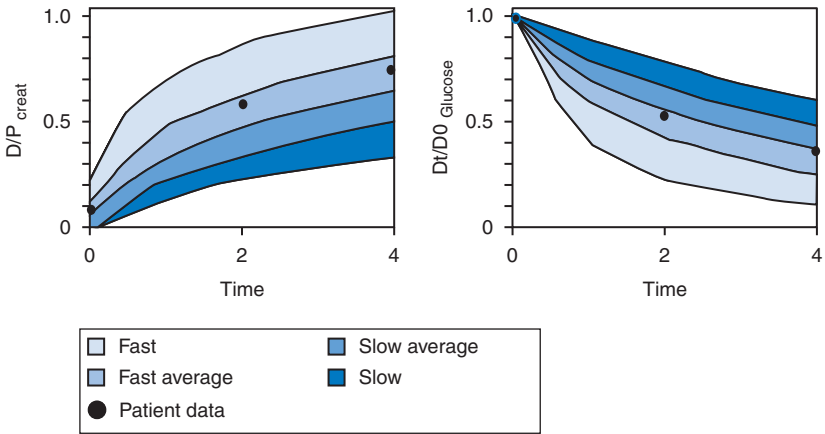 1.0
0.5
0
D/P creat
0
2
4
Time
1.0
0.5
0
Dt/D0 Glucose
0
2
4
Time
Fast
Slow average
Fast average
Slow
Patient data